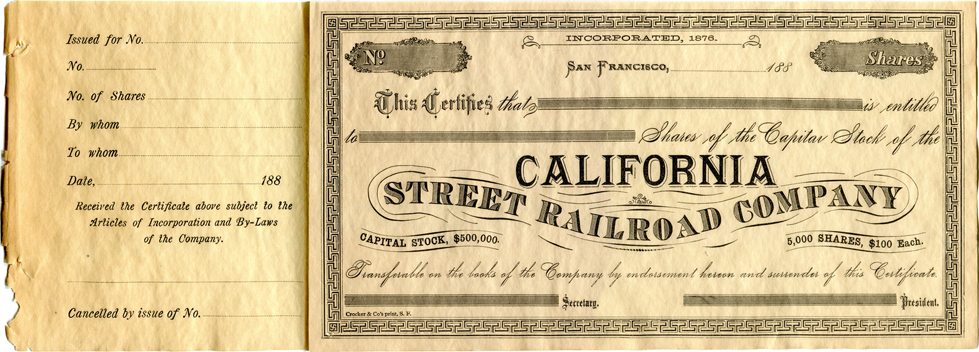 Issued for No.
No.
No. of Shares
By whom
To whom
Date, 188
Received the Certificate above subject to the
Articles of Incorporation and By-Laws
of the Company.
Cancelled by issue of No.
INCORPORATED, 1876.
No
Shares
SAN FRANCISCO, 188
This Certifies that is entitled
to Shares of the Capital Stock of the
CALIFORNIA
STREET RAILROAD COMPANY
CAPITAL STOCK, $500,000.
5,000 SHARES, $100 Each.
Transferable on the books of the Company by endorsement hereon and surrender of this Certificate.
Secretary.
President.
Crocker & Co's print, S. F.